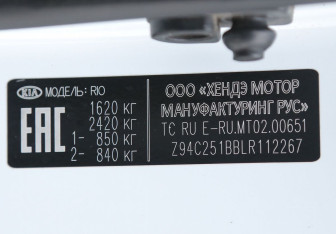 KIA МОДЕЛЬ: RIO
EAC
1620 КГ
2420 КГ
1- 850 КГ
2- 840 КГ
ООО «ХЕНДЭ МОТОР
МАНУФАКТУРИНГ РУС»
TC RU E-RU.MT02.00651
Z94C251BBLR112267